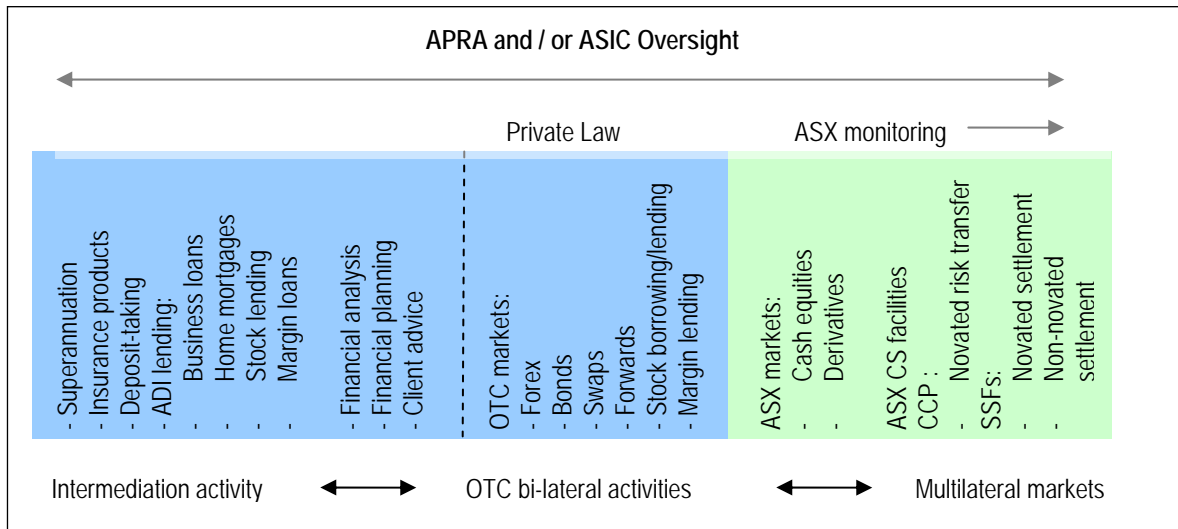 APRA and / or ASIC Oversight
Private Law
ASX monitoring
- Superannuation
- Insurance products
- Deposit-taking
- ADI lending:
- Business loans
- Home mortgages
- Stock lending
- Margin loans
- Financial analysis
- Financial planning
- Client advice
OTC markets:
- Forex
- Bonds
- Swaps
- Forwards
- Stock borrowing/lending
- Margin lending
ASX markets:
- Cash equities
- Derivatives
ASX CS facilities
CCP :
- Novated risk transfer
SSFs:
- Novated settlement
- Non-novated
settlement
Intermediation activity
OTC bi-lateral activities
Multilateral markets